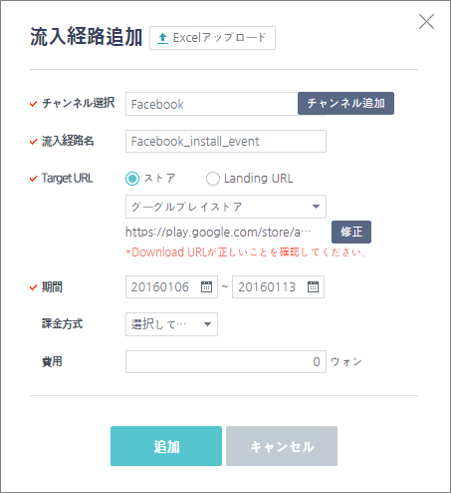 流入経路追加 Excelアップロード
チャンネル選択 Facebook チャンネル追加
流入経路名 Facebook_install_event
Target URL ストア Landing URL
グーグルプレイストア
https://play.google.com/store/a… 修正
*Download URLが正しいことを確認してください。
期間 20160106 ~ 20160113
課金方式 選択して…
費用 0 ウォン
追加 キャンセル